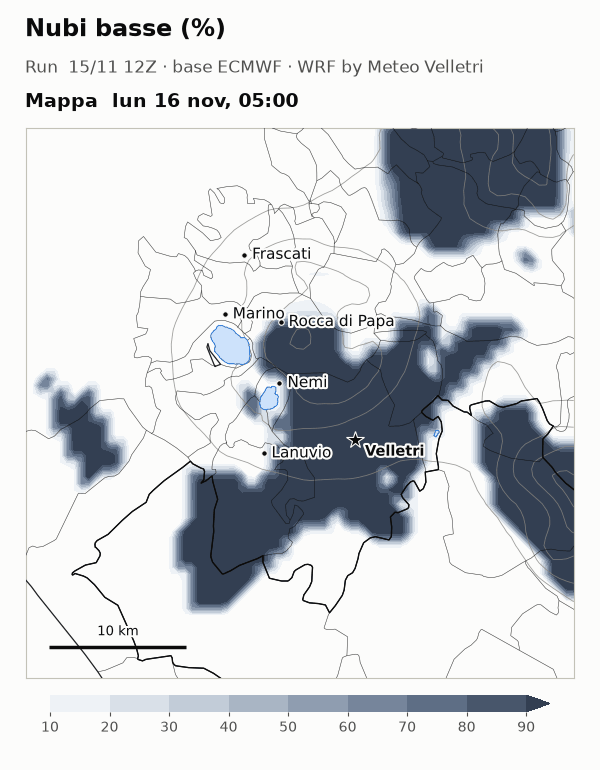 Nubi basse (%)
Run  15/11 12Z · base ECMWF · WRF by Meteo Velletri
Mappa  lun 16 nov, 05:00
Frascati
Marino
Rocca di Papa
Nemi
Velletri
Lanuvio
10 km
10 20 30 40 50 60 70 80 90